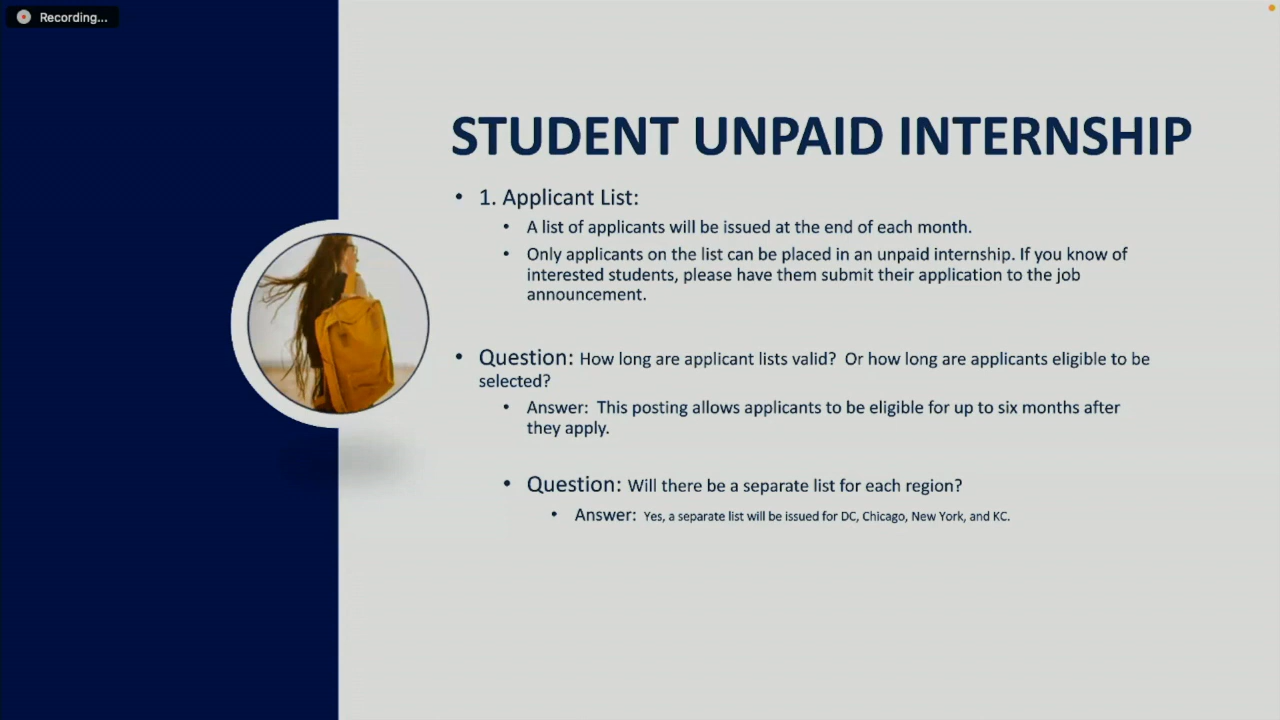 Recording...
STUDENT UNPAID INTERNSHIP
• 1. Applicant List:
• A list of applicants will be issued at the end of each month.
• Only applicants on the list can be placed in an unpaid internship. If you know of
interested students, please have them submit their application to the job
announcement.
• Question: How long are applicant lists valid?  Or how long are applicants eligible to be
selected?
• Answer:  This posting allows applicants to be eligible for up to six months after
they apply.
• Question: Will there be a separate list for each region?
• Answer:  Yes, a separate list will be issued for DC, Chicago, New York, and KC.